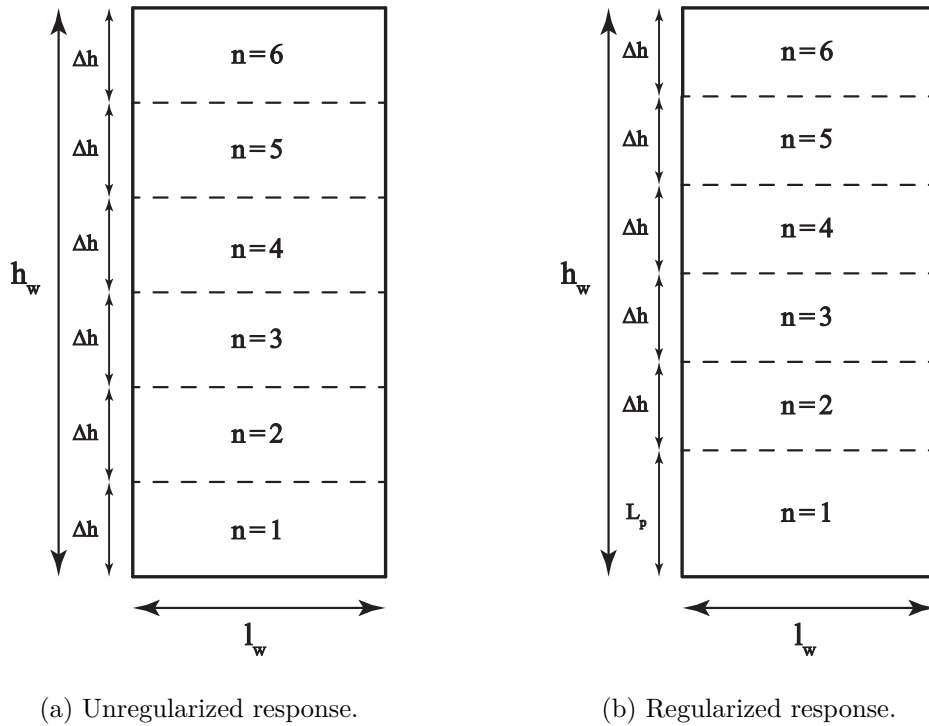 Δh
n=6
Δh
n=5
Δh
n=4
h_w
Δh
n=3
Δh
n=2
Δh
n=1
l_w
(a) Unregularized response.
Δh
n=6
Δh
n=5
Δh
n=4
h_w
Δh
n=3
Δh
n=2
L_p
n=1
l_w
(b) Regularized response.